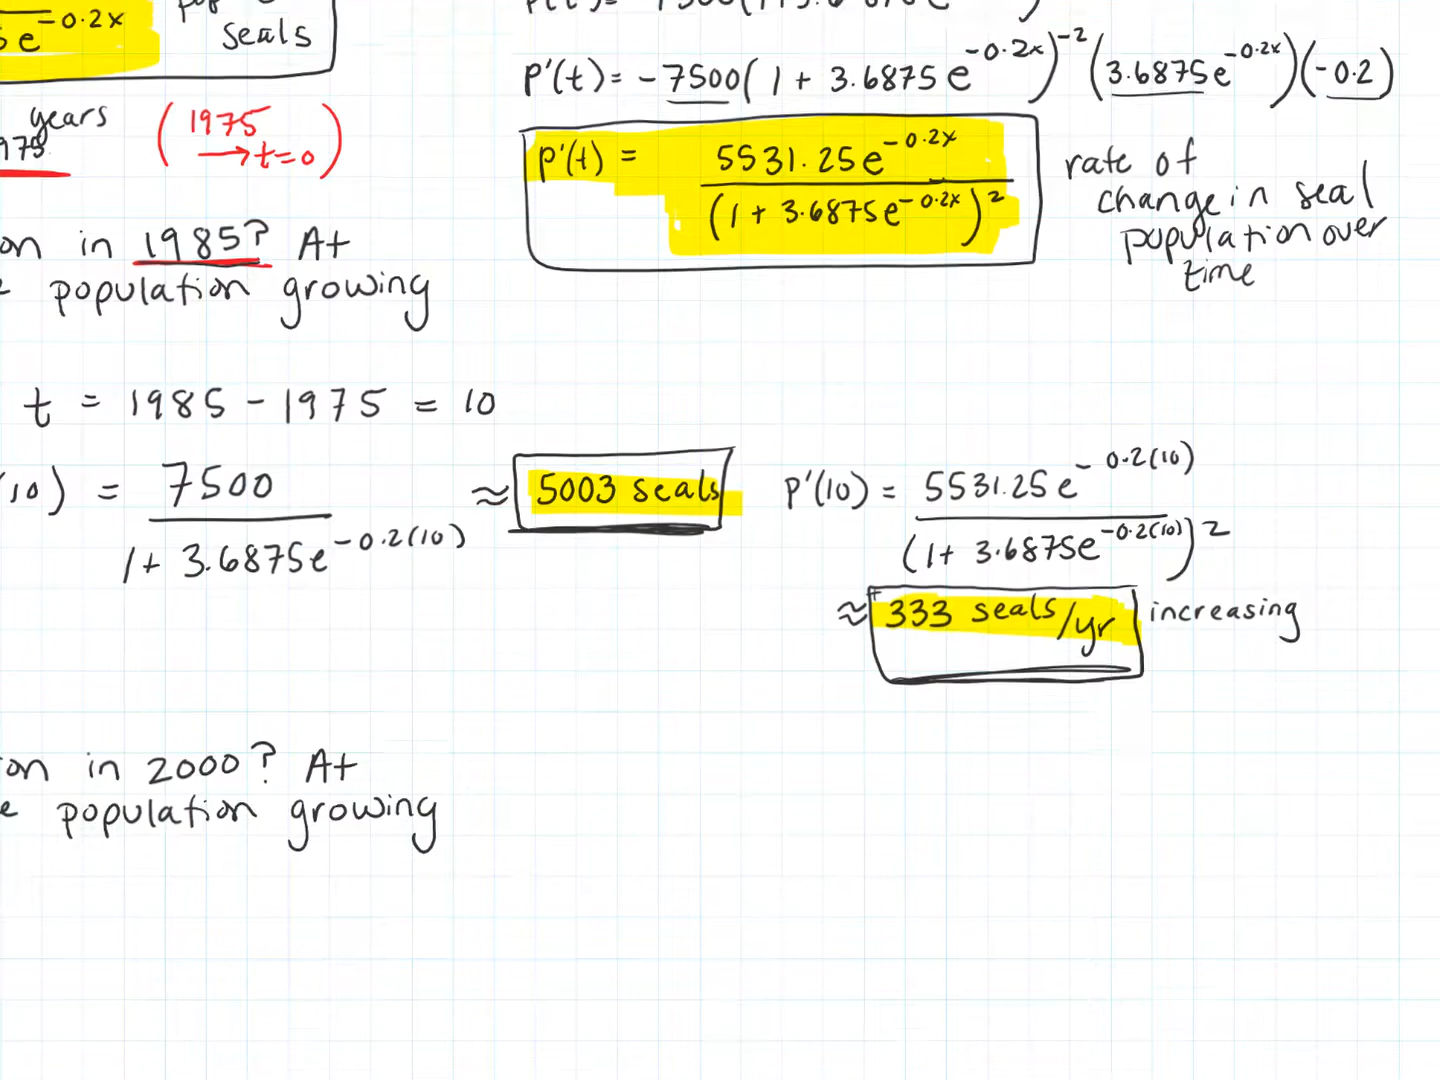 e^-0.2x
seals
years
(1975 → t=0)
on in 1985? At
population growing
t = 1985 - 1975 = 10
(10) = 7500 / (1 + 3.6875e^-0.2(10)) ≈ 5003 seals
on in 2000? At
e population growing
p'(t) = -7500(1 + 3.6875e^-0.2x)^-2 (3.6875e^-0.2x)(-0.2)
p'(t) = 5531.25e^-0.2x / (1 + 3.6875e^-0.2x)^2
rate of
change in seal
population over
time
p'(10) = 5531.25e^-0.2(10) / (1 + 3.6875e^-0.2(10))^2
≈ 333 seals/yr increasing